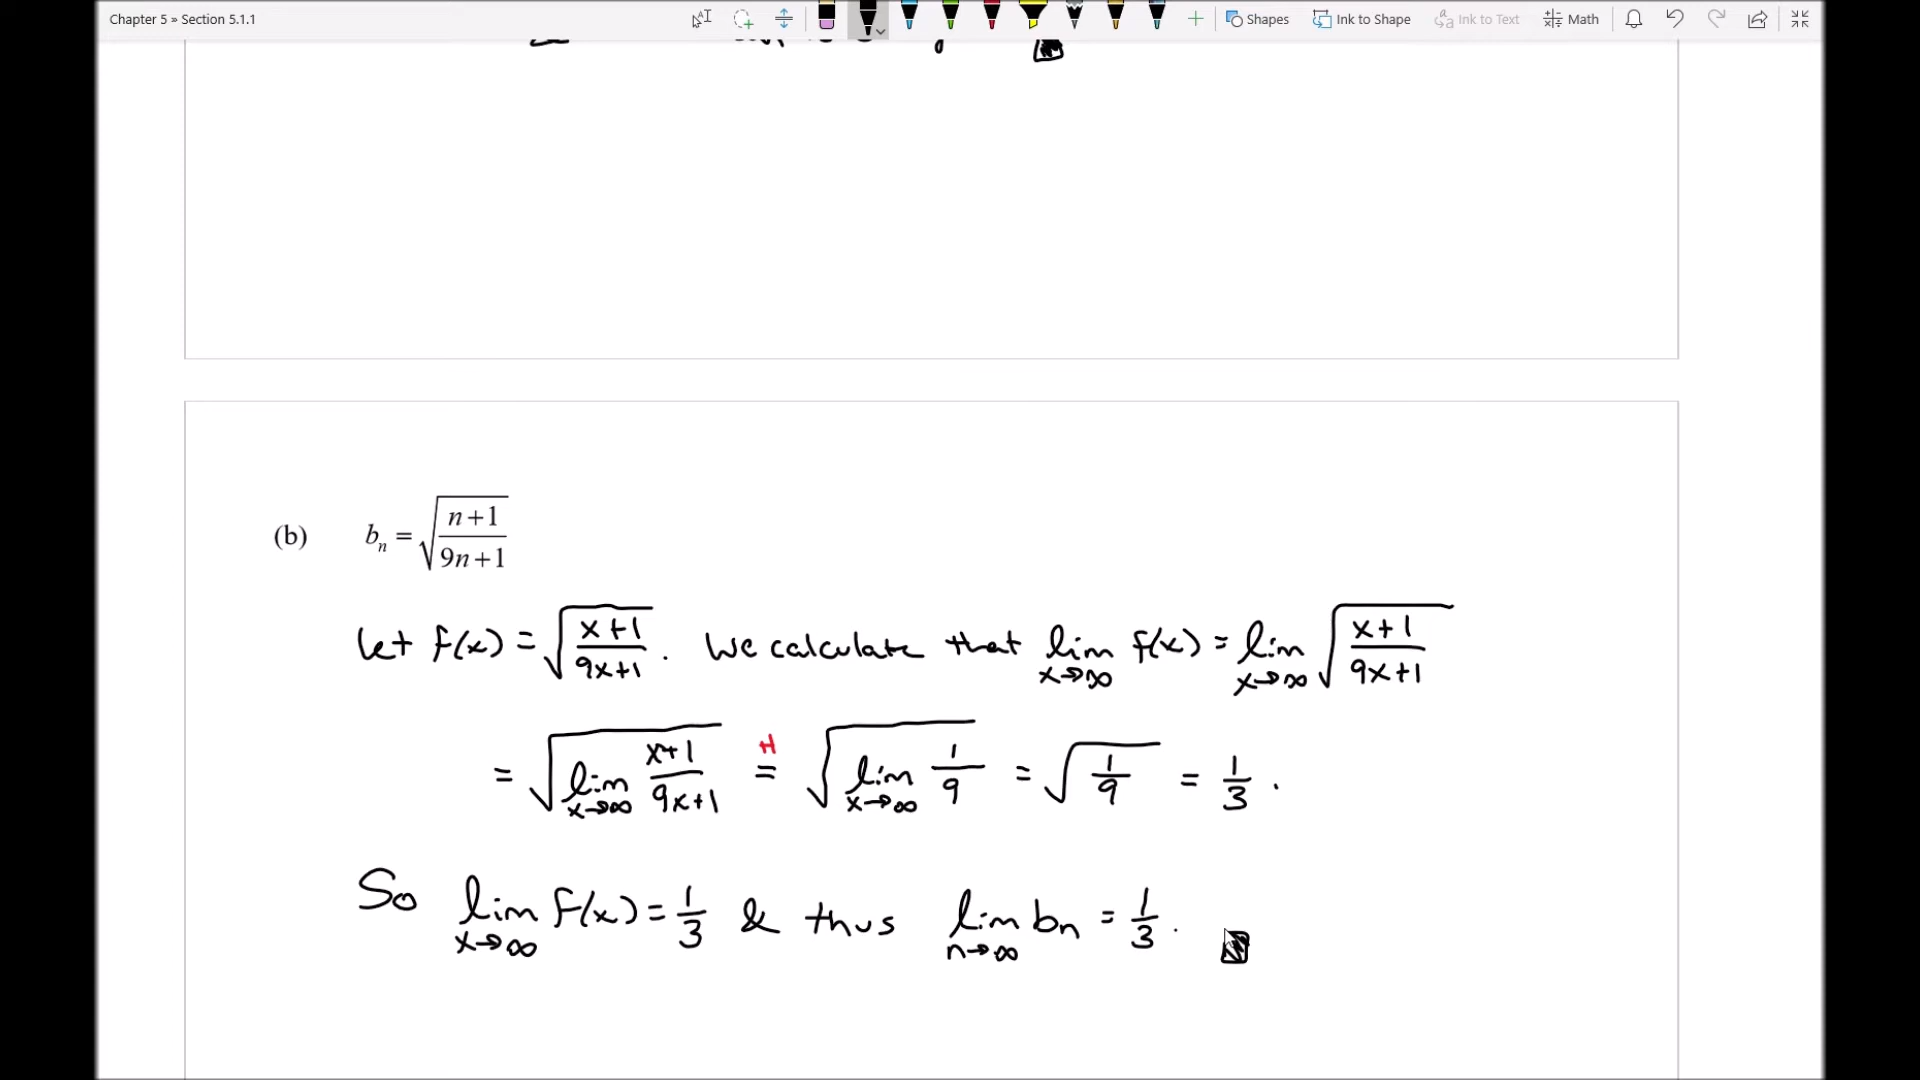 Chapter 5 » Section 5.1.1 Shapes Ink to Shape Ink to Text Math
(b) bₙ = √((n+1)/(9n+1))
Let f(x) = √((x+1)/(9x+1)). We calculate that lim_{x→∞} f(x) = lim_{x→∞} √((x+1)/(9x+1))
= √(lim_{x→∞} (x+1)/(9x+1)) =ᴴ √(lim_{x→∞} 1/9) = √(1/9) = 1/3.
So lim_{x→∞} f(x) = 1/3 & thus lim_{n→∞} bₙ = 1/3.